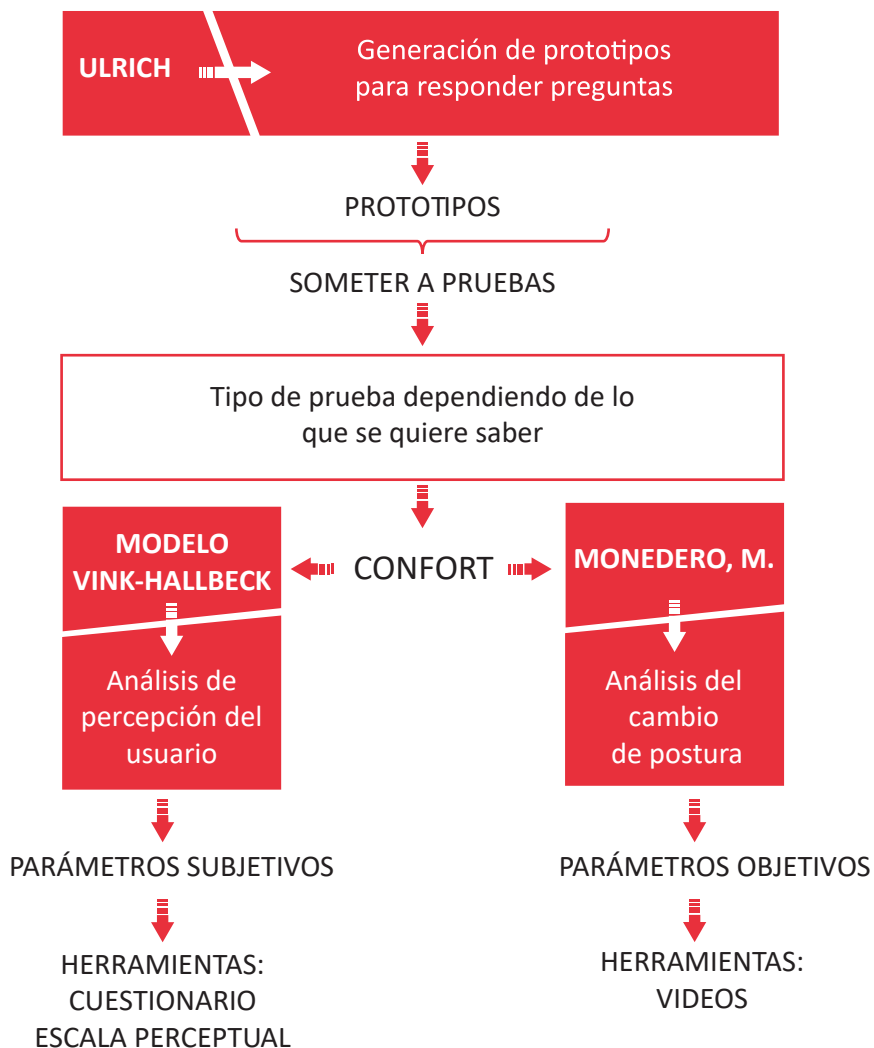 ULRICH
Generación de prototipos
para responder preguntas
PROTOTIPOS
SOMETER A PRUEBAS
Tipo de prueba dependiendo de lo
que se quiere saber
MODELO
VINK-HALLBECK
CONFORT
MONEDERO, M.
Análisis de
percepción del
usuario
Análisis del
cambio
de postura
PARÁMETROS SUBJETIVOS
PARÁMETROS OBJETIVOS
HERRAMIENTAS:
CUESTIONARIO
ESCALA PERCEPTUAL
HERRAMIENTAS:
VIDEOS